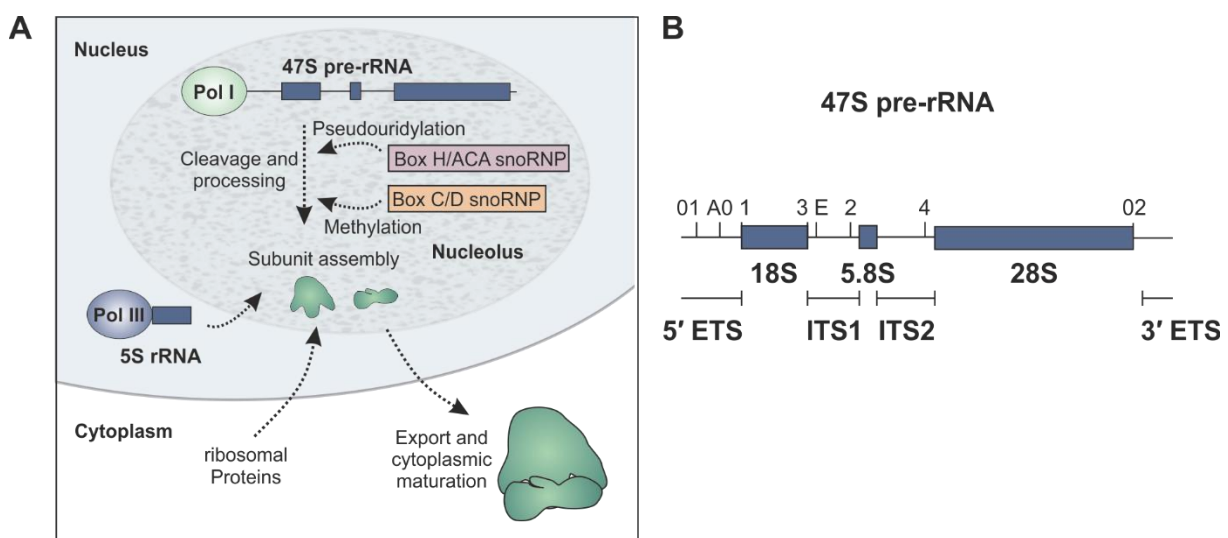 A
Nucleus
47S pre-rRNA
Pol I
Pseudouridylation
Cleavage and
processing
Box H/ACA snoRNP
Box C/D snoRNP
Methylation
Nucleolus
Subunit assembly
Pol III
5S rRNA
Cytoplasm
ribosomal
Proteins
Export and
cytoplasmic
maturation
B
47S pre-rRNA
01 A0 1 3 E 2 4 02
18S 5.8S 28S
5′ ETS ITS1 ITS2 3′ ETS